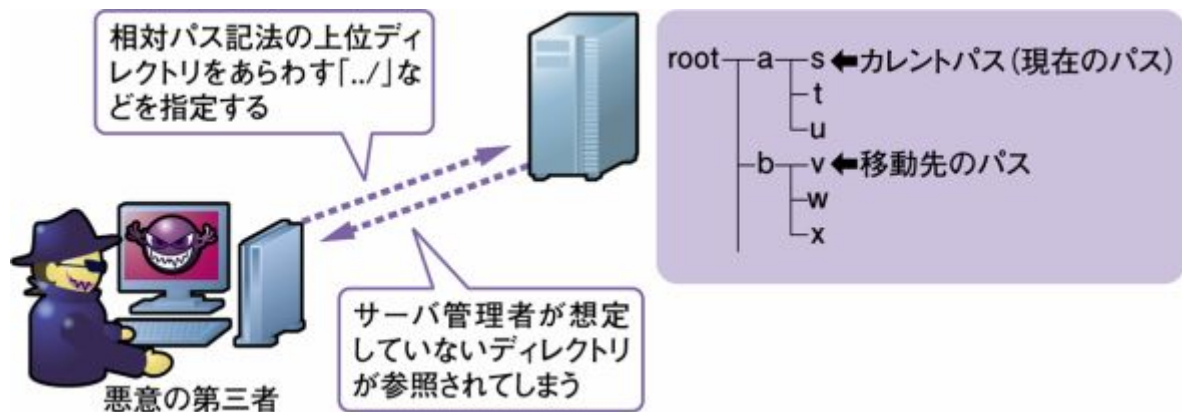 相対パス記法の上位ディ
レクトリをあらわす「../」な
どを指定する
サーバ管理者が想定
していないディレクトリ
が参照されてしまう
悪意の第三者
root a s ←カレントパス(現在のパス)
t
u
b v ←移動先のパス
w
x